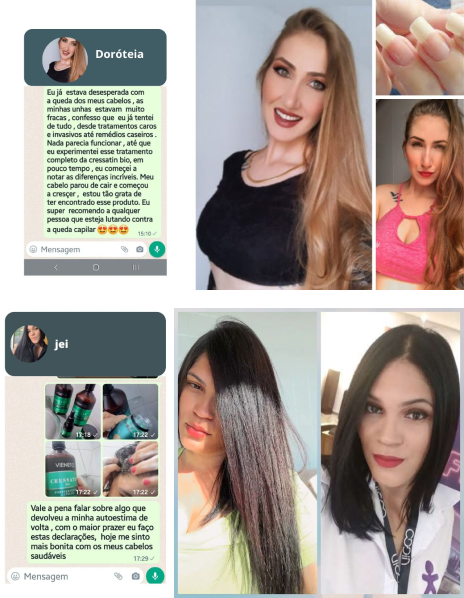 Doróteia
Eu já estava desesperada com
a queda dos meus cabelos , as
minhas unhas estavam muito
fracas , confesso que eu já tentei
de tudo , desde tratamentos caros
e invasivos até remédios caseiros .
Nada parecia funcionar , até que
eu experimentei esse tratamento
completo da cressatin bio , em
pouco tempo , eu começei a
notar as diferenças incríveis. Meu
cabelo parou de cair e começou
a cresçer , estou tão grata de
ter encontrado esse produto. Eu
super recomendo a qualquer
pessoa que esteja lutando contra
a queda capilar 😍😍😍
15:10
Mensagem
jei
17:18
17:22
17:22
17:22
Vale a pena falar sobre algo que
devolveu a minha autoestima de
volta , com o maior prazer eu faço
estas declarações, hoje me sinto
mais bonita com os meus cabelos
saudáveis
17:29
Mensagem